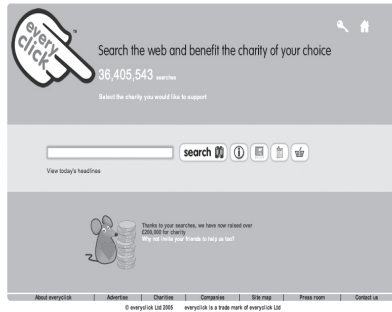 every click ™
Search the web and benefit the charity of your choice
36,405,543 searches
Select the charity you would like to support
search
View today's headlines
Thanks to your searches, we have now raised over
£200,000 for charity
Why not invite your friends to help us too?
About everyclick | Advertise | Charities | Companies | Site map | Press room | Contact us
© everyclick Ltd 2006 everyclick is a trade mark of everyclick Ltd